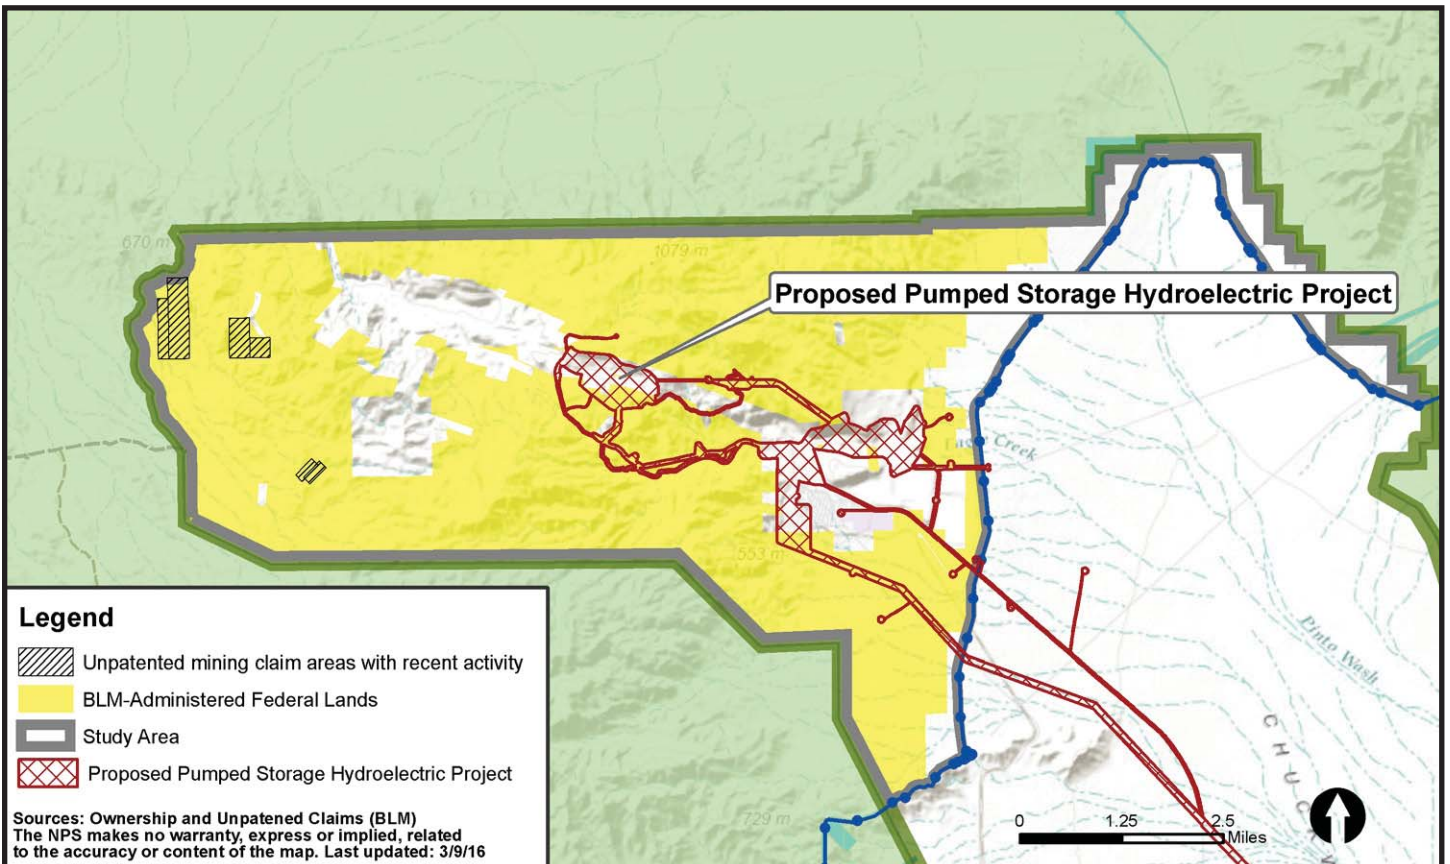 670 m
1079 m
Proposed Pumped Storage Hydroelectric Project
Creek
553 m
Pinto Wash
CHUC
729 m
Legend
Unpatented mining claim areas with recent activity
BLM-Administered Federal Lands
Study Area
Proposed Pumped Storage Hydroelectric Project
Sources: Ownership and Unpatened Claims (BLM)
The NPS makes no warranty, express or implied, related
to the accuracy or content of the map. Last updated: 3/9/16
0 1.25 2.5
Miles